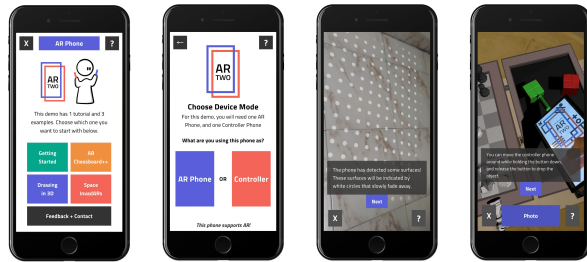 X
AR Phone
?
AR
TWO
This demo has 1 tutorial and 3
examples. Choose which one you
want to start with below.
Getting
Started
AR
Chessboard++
Drawing
in 3D
Space
InvadARs
Feedback + Contact
←
?
AR
TWO
Choose Device Mode
For this demo, you will need one AR
Phone, and one Controller Phone
What are you using this phone as?
AR Phone
OR
Controller
This phone supports AR!
The phone has detected some surfaces!
These surfaces will be indicated by
white circles that slowly fade away.
Next
X
?
AR
TWO
You can move the controller phone
around while holding the button down,
and release the button to drop the
object.
Next
X
Photo
?